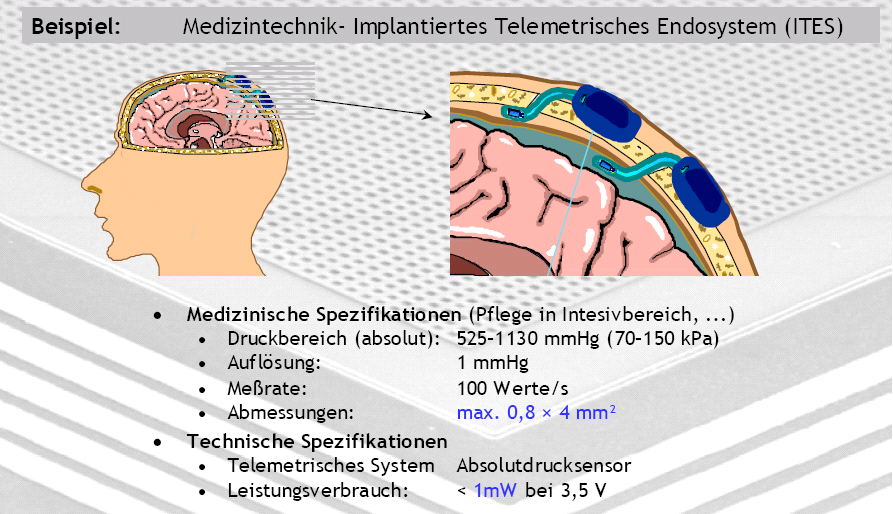 Beispiel: Medizintechnik- Implantiertes Telemetrisches Endosystem (ITES)
• Medizinische Spezifikationen (Pflege in Intesivbereich, ...)
• Druckbereich (absolut): 525-1130 mmHg (70-150 kPa)
• Auflösung: 1 mmHg
• Meßrate: 100 Werte/s
• Abmessungen: max. 0,8 × 4 mm²
• Technische Spezifikationen
• Telemetrisches System Absolutdrucksensor
• Leistungsverbrauch: < 1mW bei 3,5 V